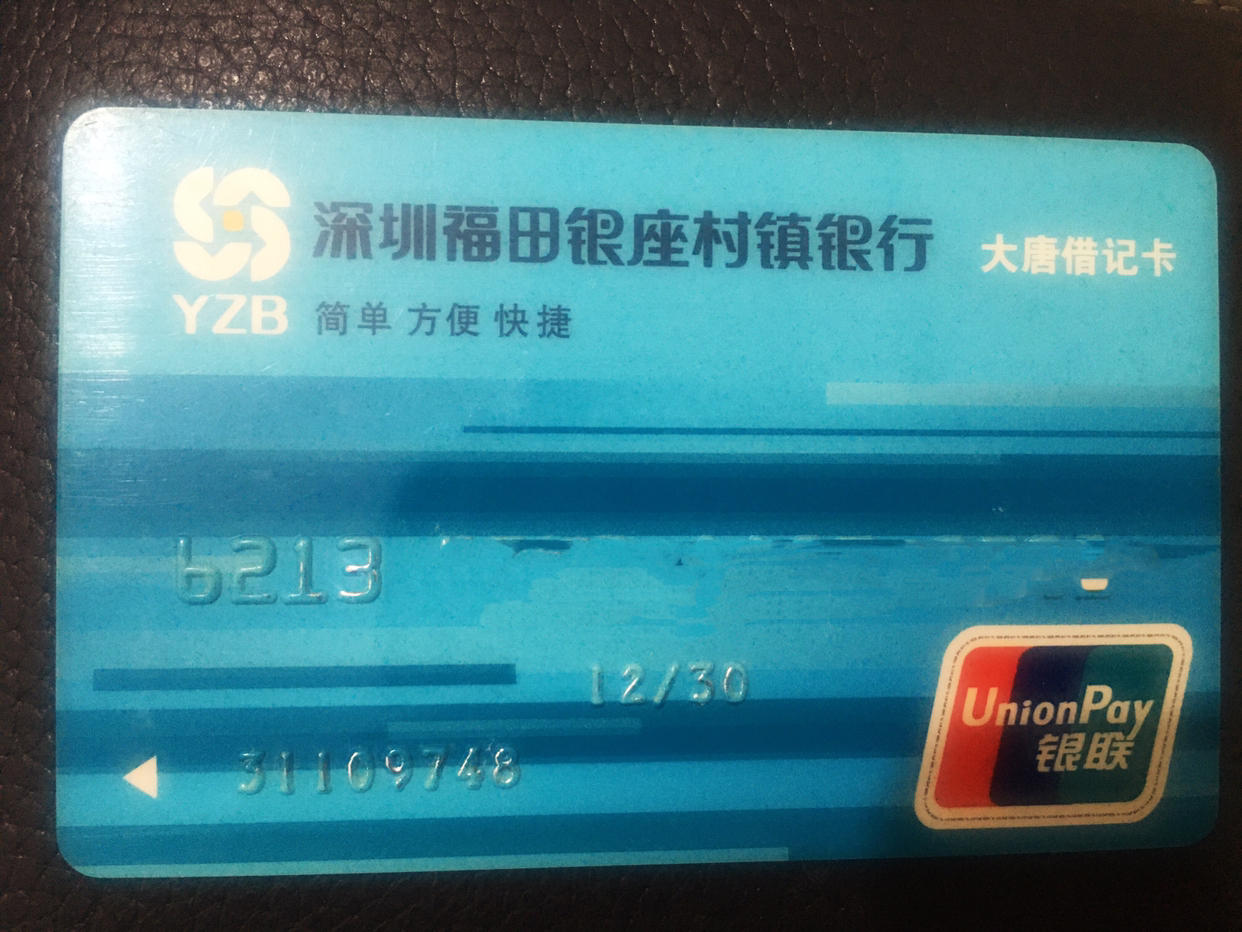 深圳福田银座村镇银行
大唐借记卡
YZB
简单 方便 快捷
6213
12/30
31109748
UnionPay
银联